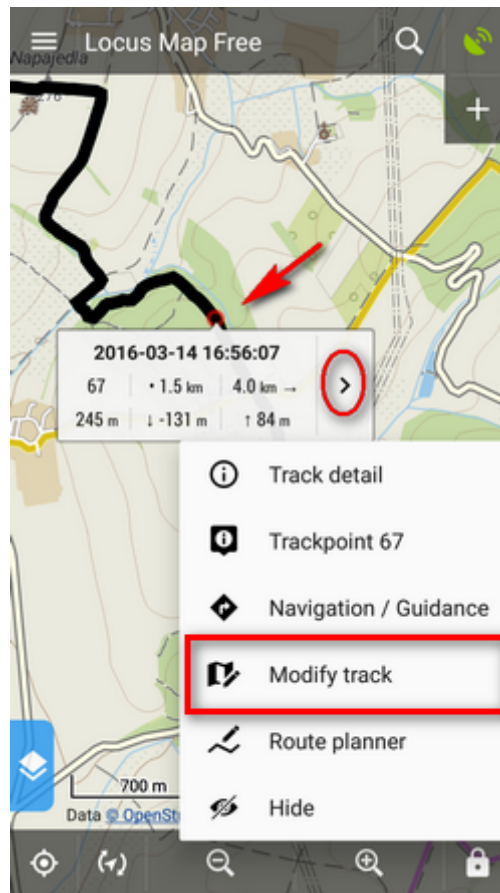 Locus Map Free
Napajedla
276
2016-03-14 16:56:07
67 • 1.5 km 4.0 km →
245 m ↓ -131 m ↑ 84 m
Track detail
Trackpoint 67
Navigation / Guidance
Modify track
Route planner
Hide
700 m
Data © OpenSt